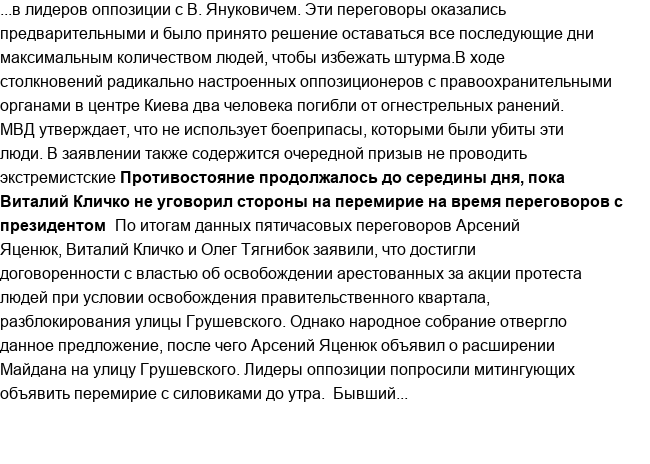 ...в лидеров оппозиции с В. Януковичем. Эти переговоры оказались
предварительными и было принято решение оставаться все последующие дни
максимальным количеством людей, чтобы избежать штурма.В ходе
столкновений радикально настроенных оппозиционеров с правоохранительными
органами в центре Киева два человека погибли от огнестрельных ранений.
МВД утверждает, что не использует боеприпасы, которыми были убиты эти
люди. В заявлении также содержится очередной призыв не проводить
экстремистские Противостояние продолжалось до середины дня, пока
Виталий Кличко не уговорил стороны на перемирие на время переговоров с
президентом  По итогам данных пятичасовых переговоров Арсений
Яценюк, Виталий Кличко и Олег Тягнибок заявили, что достигли
договоренности с властью об освобождении арестованных за акции протеста
людей при условии освобождения правительственного квартала,
разблокирования улицы Грушевского. Однако народное собрание отвергло
данное предложение, после чего Арсений Яценюк объявил о расширении
Майдана на улицу Грушевского. Лидеры оппозиции попросили митингующих
объявить перемирие с силовиками до утра.  Бывший...